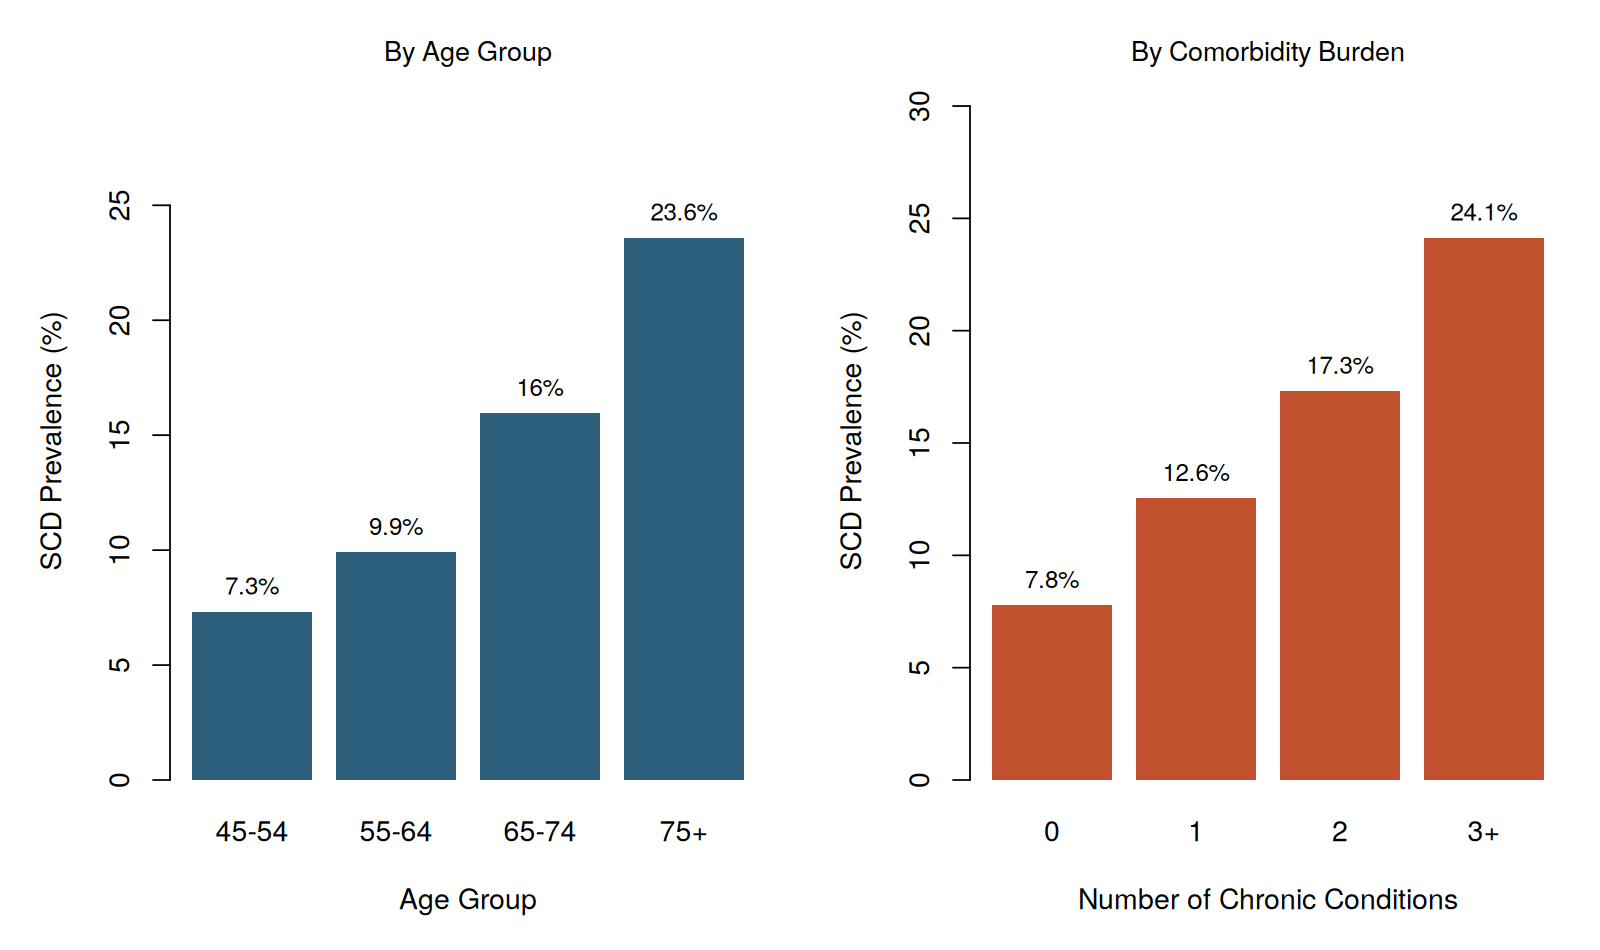 By Age Group
SCD Prevalence (%)
25
20
15
10
5
0
7.3%
9.9%
16%
23.6%
45-54 55-64 65-74 75+
Age Group
By Comorbidity Burden
SCD Prevalence (%)
30
25
20
15
10
5
0
7.8%
12.6%
17.3%
24.1%
0 1 2 3+
Number of Chronic Conditions